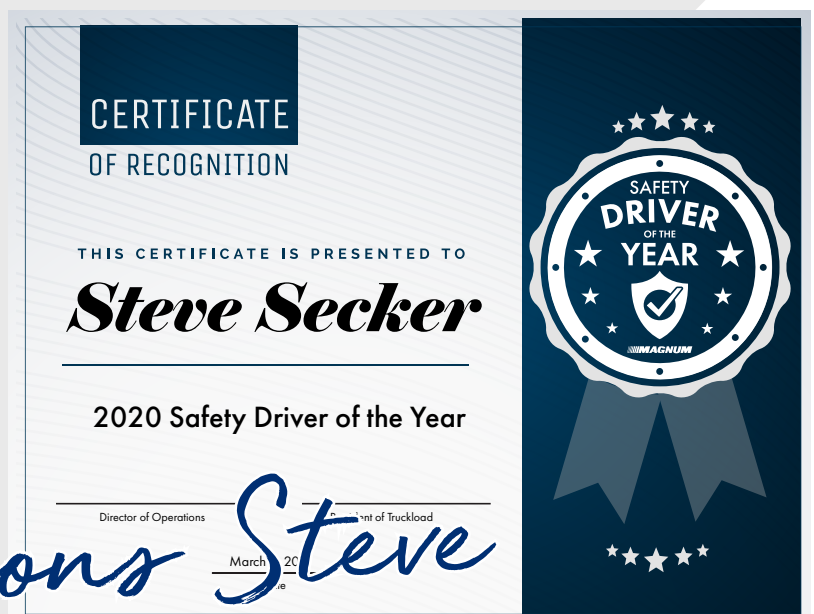 CERTIFICATE
OF RECOGNITION
THIS CERTIFICATE IS PRESENTED TO
Steve Secker
2020 Safety Driver of the Year
Director of Operations
of Truckload
March
Steve
SAFETY
DRIVER
OF THE
YEAR
MAGNUM